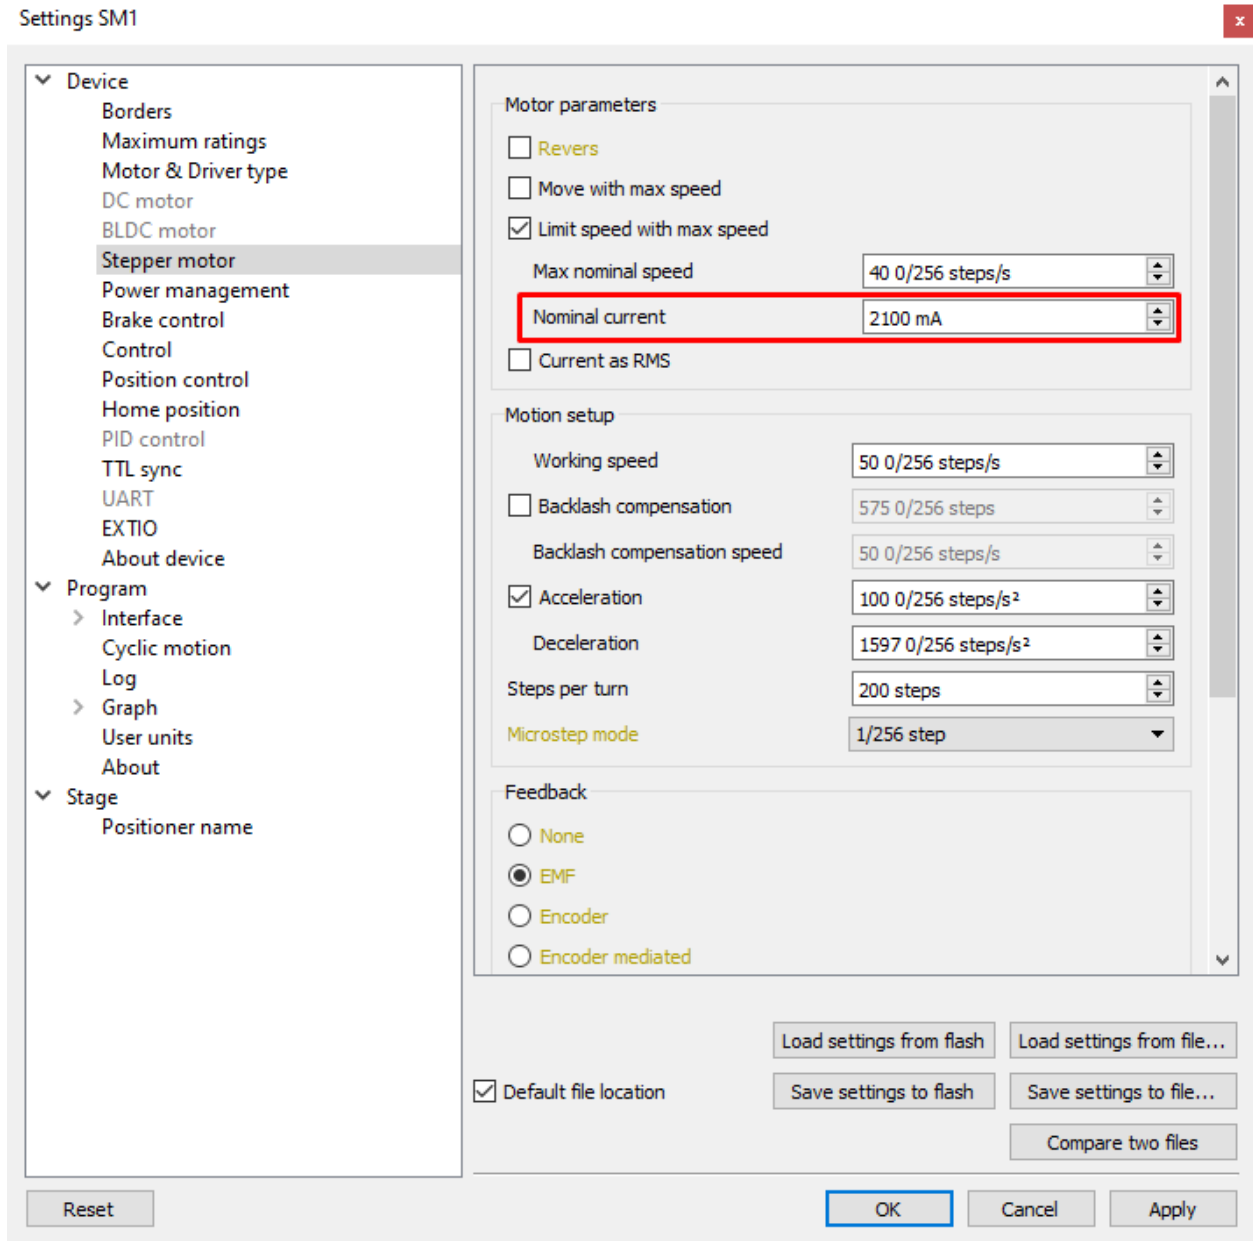 Settings SM1
x
Device
Borders
Maximum ratings
Motor & Driver type
DC motor
BLDC motor
Stepper motor
Power management
Brake control
Control
Position control
Home position
PID control
TTL sync
UART
EXTIO
About device
Program
Interface
Cyclic motion
Log
Graph
User units
About
Stage
Positioner name
Motor parameters
Revers
Move with max speed
Limit speed with max speed
Max nominal speed 40 0/256 steps/s
Nominal current 2100 mA
Current as RMS
Motion setup
Working speed 50 0/256 steps/s
Backlash compensation 575 0/256 steps
Backlash compensation speed 50 0/256 steps/s
Acceleration 100 0/256 steps/s²
Deceleration 1597 0/256 steps/s²
Steps per turn 200 steps
Microstep mode 1/256 step
Feedback
None
EMF
Encoder
Encoder mediated
Load settings from flash Load settings from file...
Default file location Save settings to flash Save settings to file...
Compare two files
Reset OK Cancel Apply